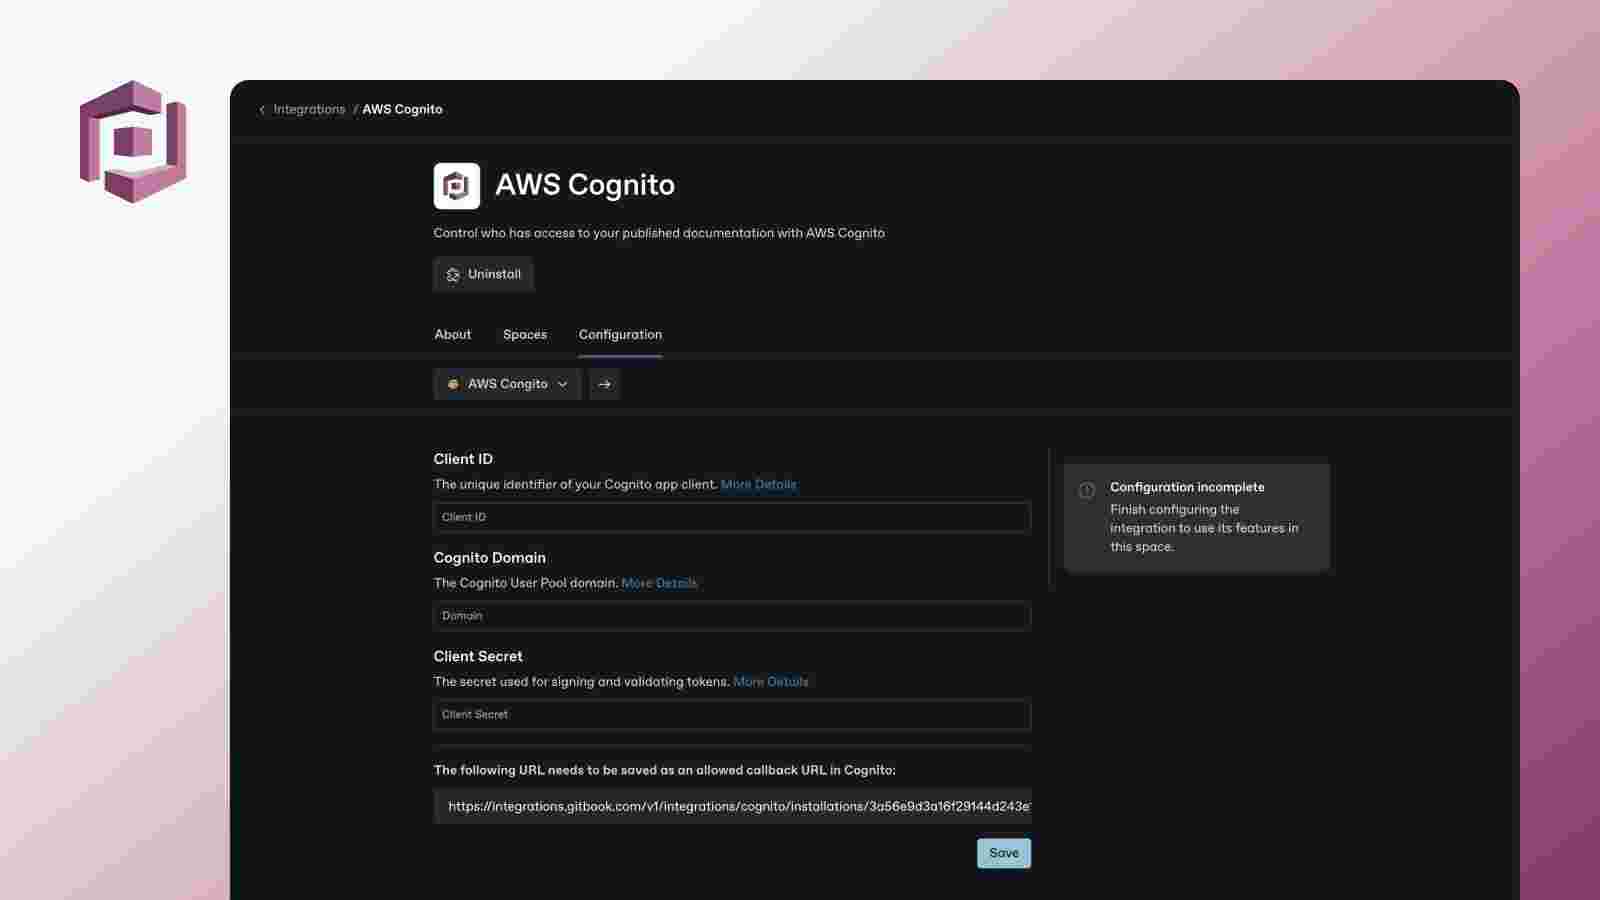 Integrations / AWS Cognito
AWS Cognito
Control who has access to your published documentation with AWS Cognito
Uninstall
About Spaces Configuration
AWS Congito
Client ID
The unique identifier of your Cognito app client. More Details
Client ID
Cognito Domain
The Cognito User Pool domain. More Details
Domain
Client Secret
The secret used for signing and validating tokens. More Details
Client Secret
The following URL needs to be saved as an allowed callback URL in Cognito:
https://integrations.gitbook.com/v1/integrations/cognito/installations/3a56e9d3a16f29144d243e
Save
Configuration incomplete
Finish configuring the
integration to use its features in
this space.